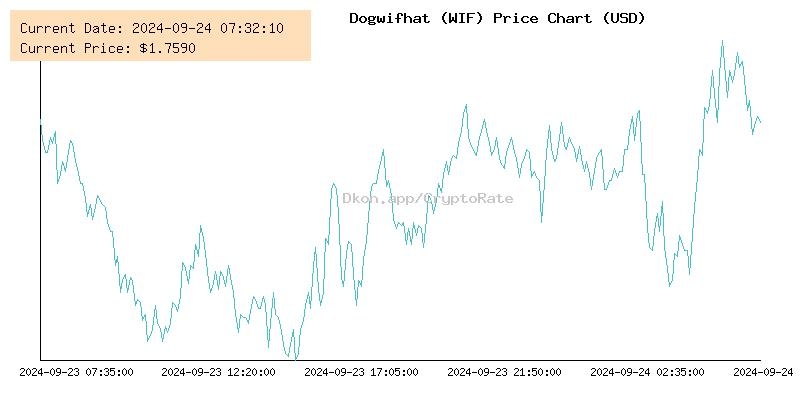 Dogwifhat (WIF) Price Chart (USD)
Current Date: 2024-09-24 07:32:10
Current Price: $1.7590
Dkon.app/CryptoRate
2024-09-23 07:35:00
2024-09-23 12:20:00
2024-09-23 17:05:00
2024-09-23 21:50:00
2024-09-24 02:35:00
2024-09-24